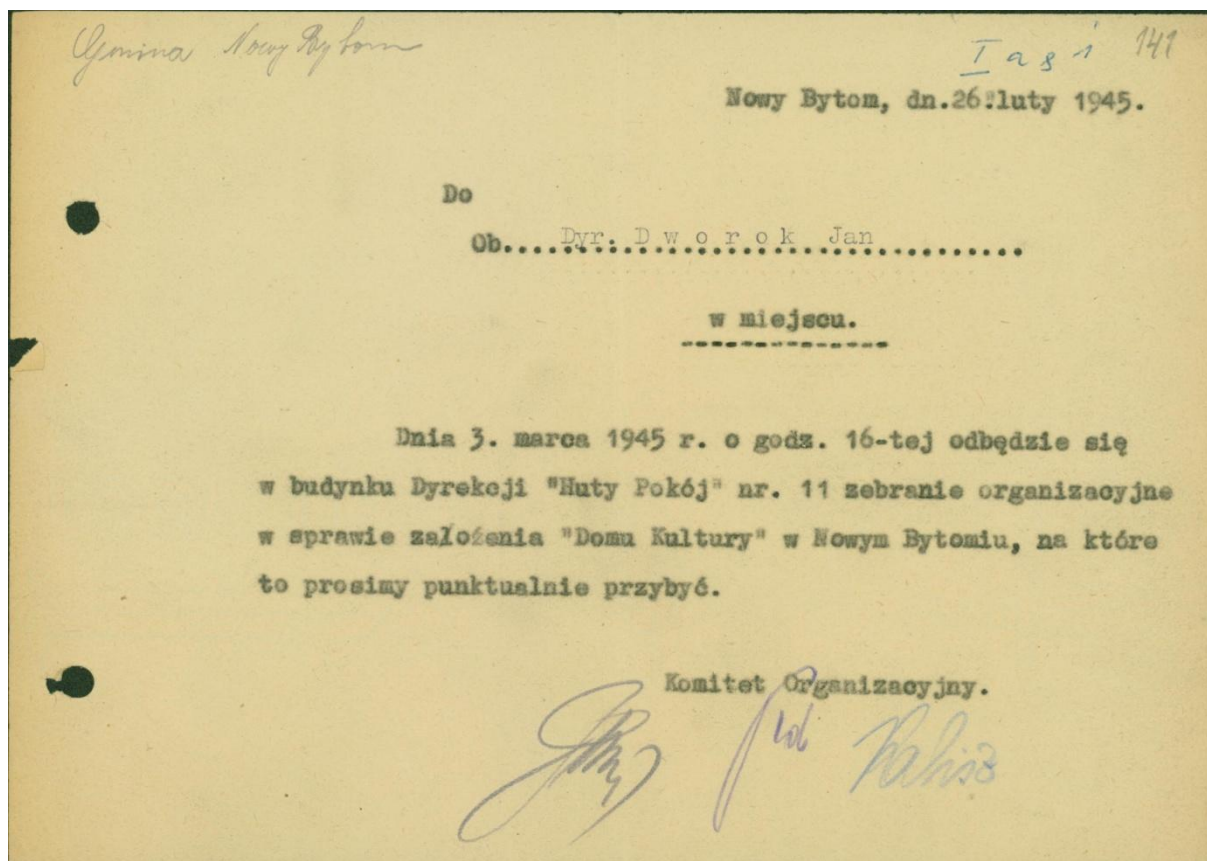 Gmina Nowy Bytom
I a g 1 141
Nowy Bytom, dn.26.luty 1945.
Do
Ob....Dyr. D w o r o k Jan............
w miejscu.
Dnia 3. marca 1945 r. o godz. 16-tej odbędzie się
w budynku Dyrekcji "Huty Pokój" nr. 11 zebranie organizacyjne
w sprawie założenia "Domu Kultury" w Nowym Bytomiu, na które
to prosimy punktualnie przybyć.
Komitet Organizacyjny.
Kalisz